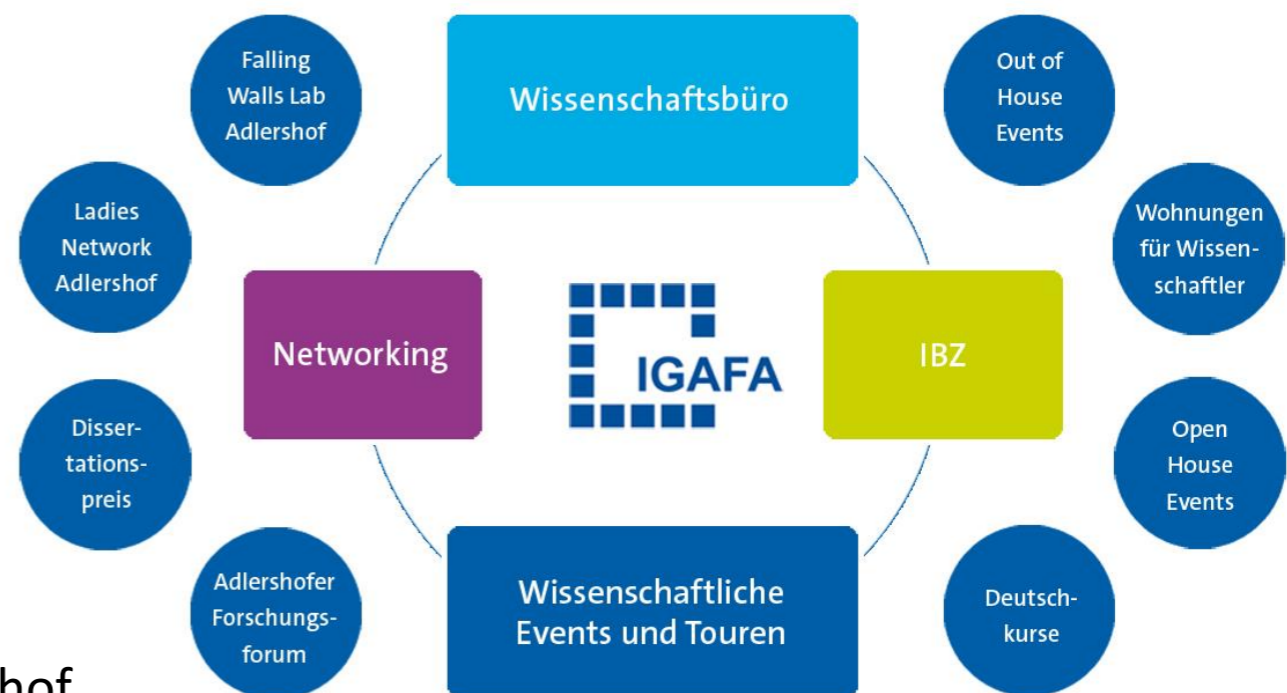 Falling
Walls Lab
Adlershof
Wissenschaftsbüro
Out of
House
Events
Ladies
Network
Adlershof
Wohnungen
für Wissen-
schaftler
Networking
IGAFA
IBZ
Disser-
tations-
preis
Open
House
Events
Adlershofer
Forschungs-
forum
Wissenschaftliche
Events und Touren
Deutsch-
kurse
hof